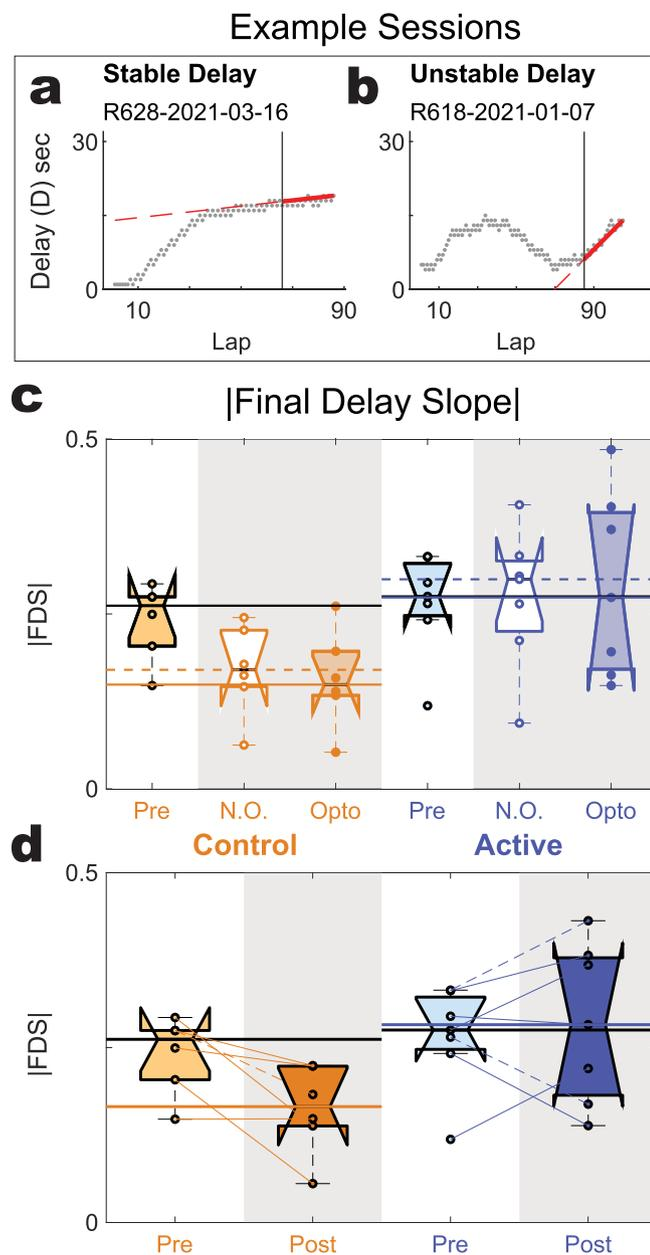 Example Sessions
a Stable Delay b Unstable Delay
R628-2021-03-16 R618-2021-01-07
30 30
Delay (D) sec
0 0
10 90 10 90
Lap Lap
c |Final Delay Slope|
0.5
|FDS|
0
Pre N.O. Opto Pre N.O. Opto
Control Active
d
0.5
|FDS|
0
Pre Post Pre Post